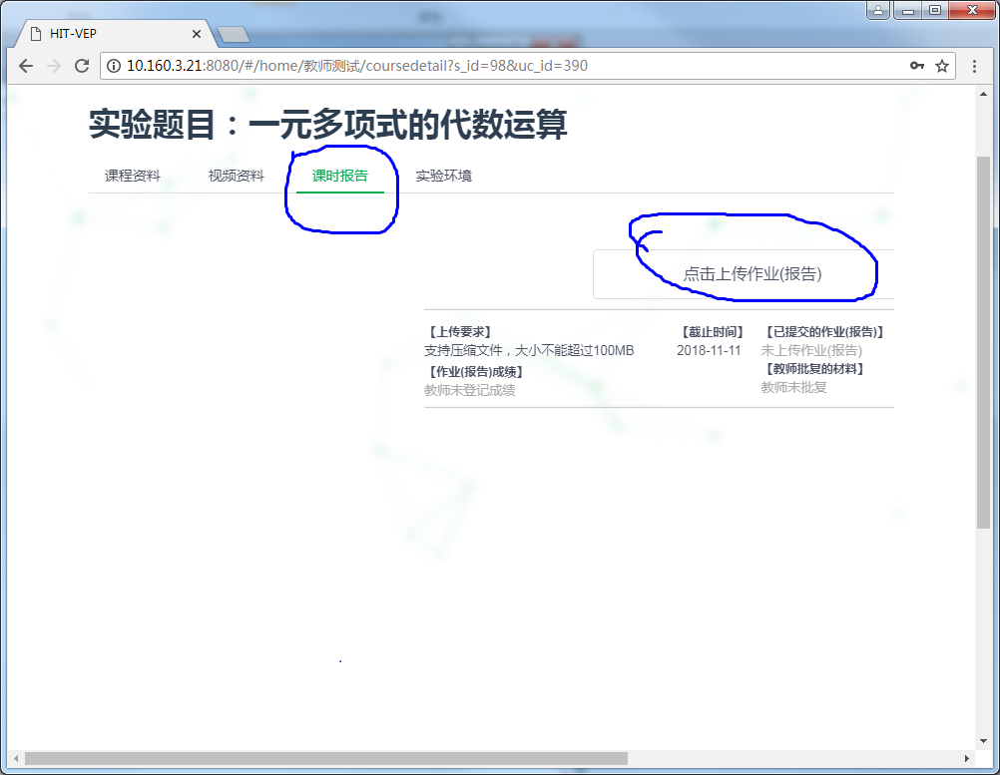 HIT-VEP
10.160.3.21:8080/#/home/教师测试/coursedetail?s_id=98&uc_id=390
实验题目：一元多项式的代数运算
课程资料 视频资料 课时报告 实验环境
点击上传作业(报告)
【上传要求】 【截止时间】 【已提交的作业(报告)】
支持压缩文件，大小不能超过100MB 2018-11-11 未上传作业(报告)
【作业(报告)成绩】 【教师批复的材料】
教师未登记成绩 教师未批复